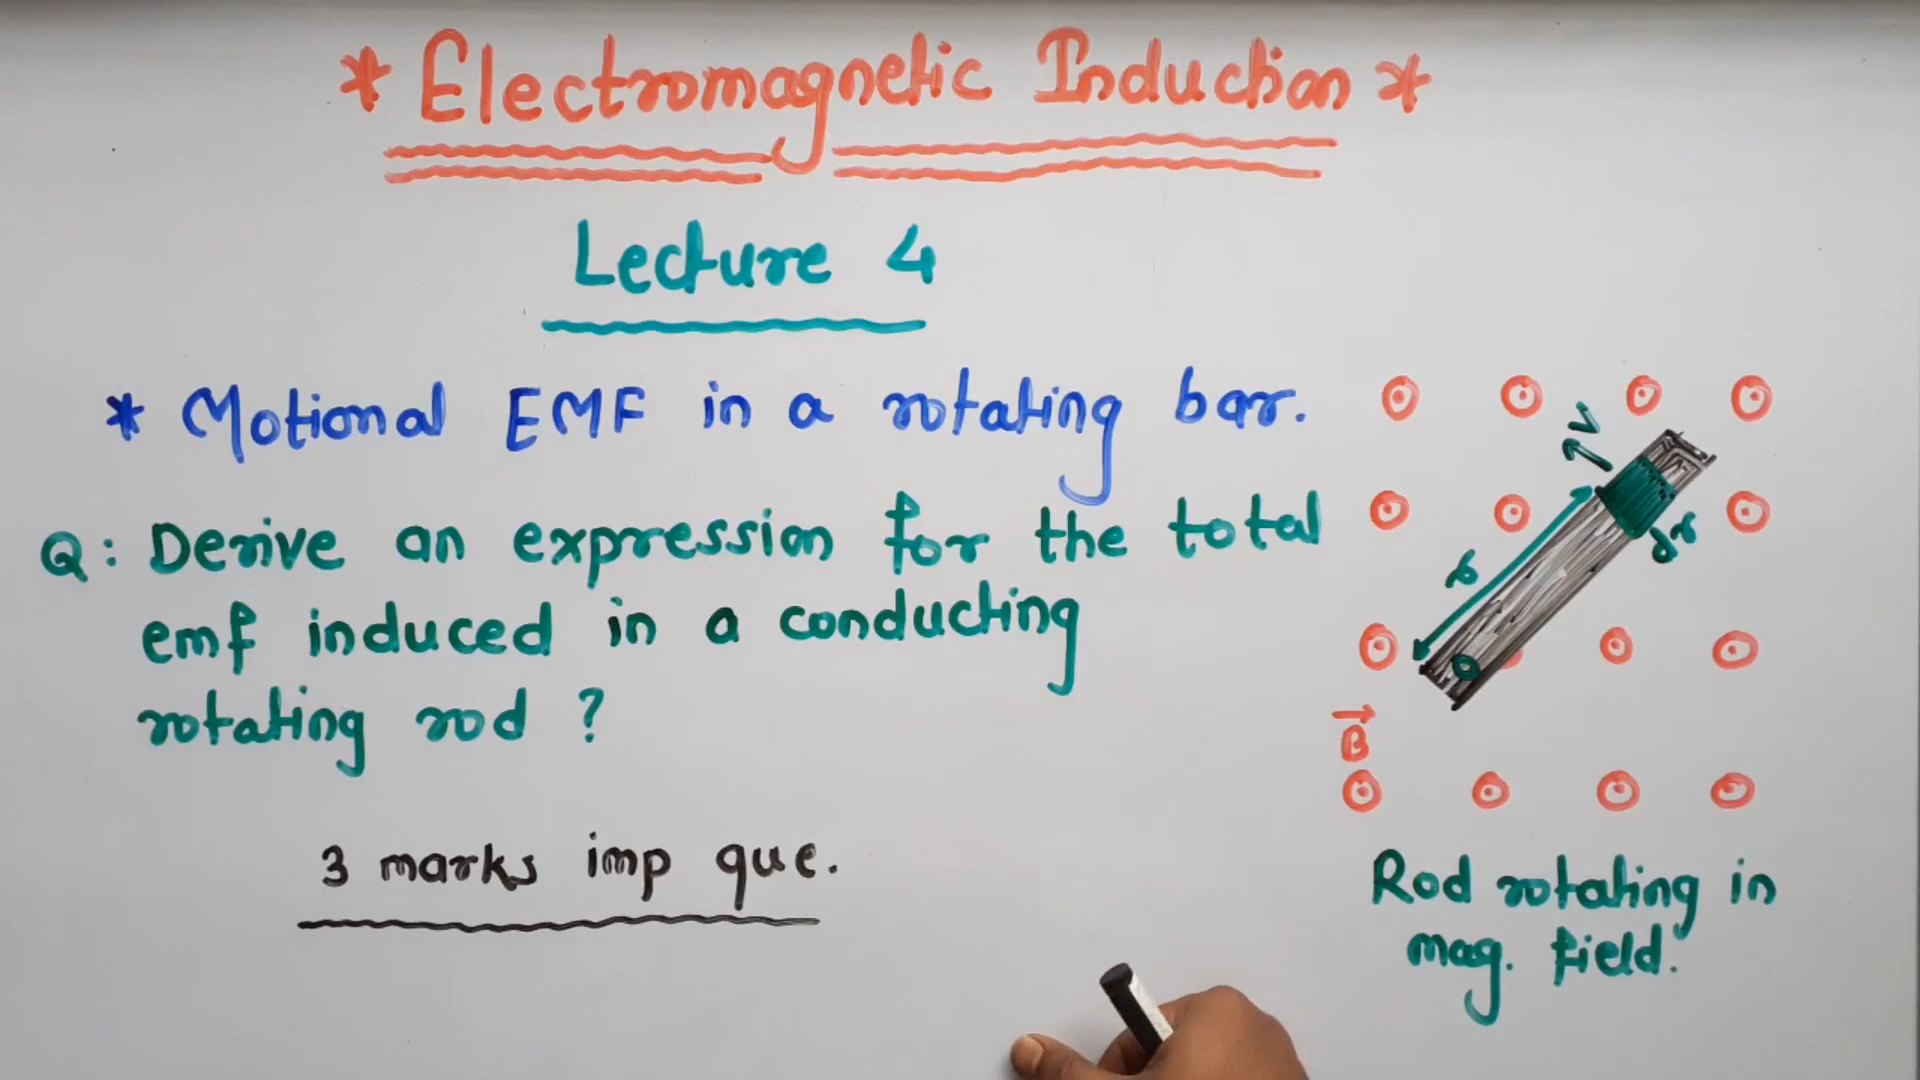 * Electromagnetic Induction *
Lecture 4
* Motional EMF in a rotating bar.
Q: Derive an expression for the total
emf induced in a conducting
rotating rod ?
3 marks imp que.
V
dr
r
O
B
Rod rotating in
mag. field.